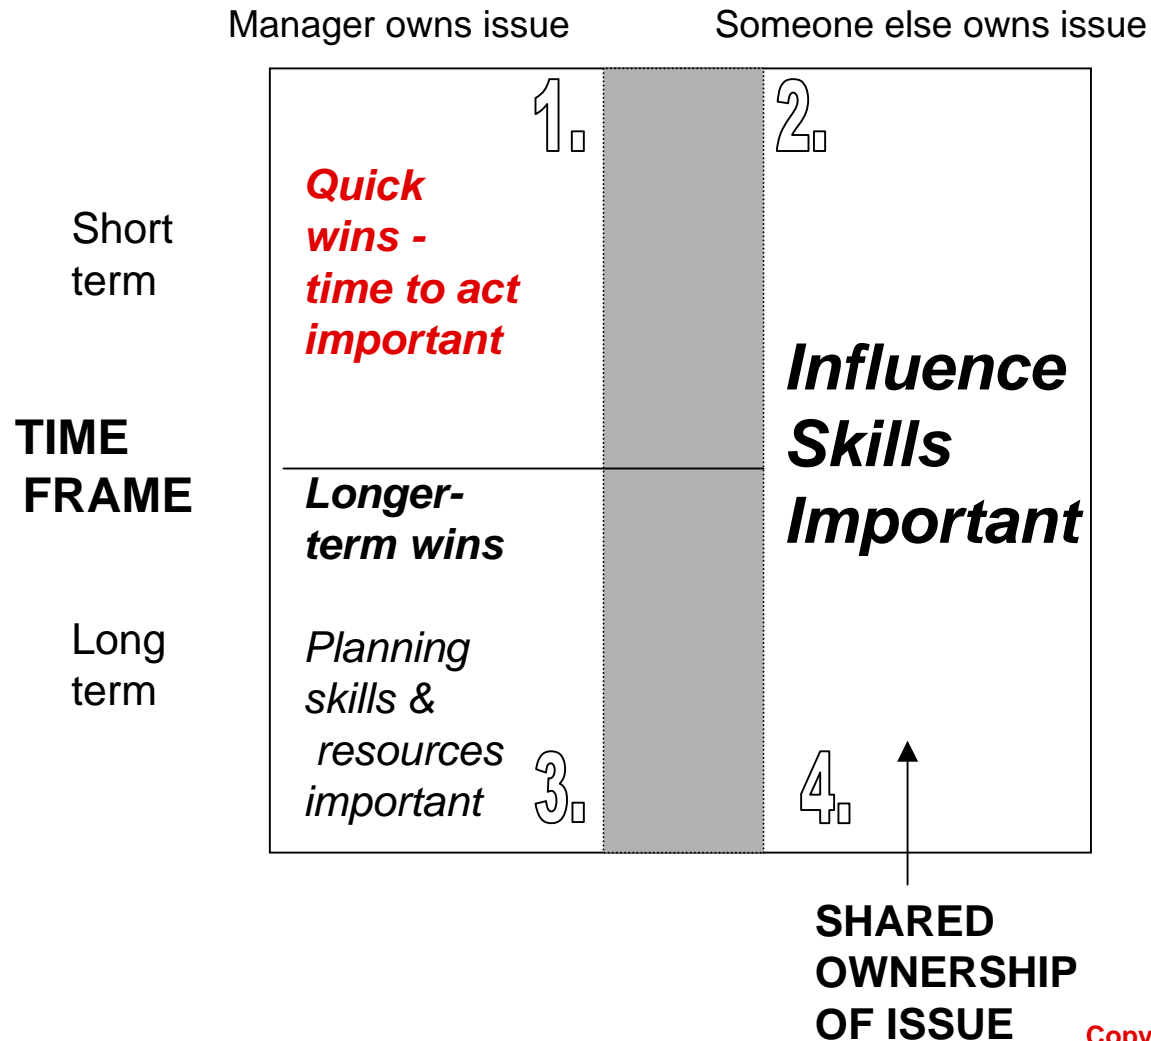 Manager owns issue
Someone else owns issue
1.
2.
Quick
wins -
time to act
important
Short
term
Influence
Skills
Important
TIME
FRAME
Longer-
term wins
Long
term
Planning
skills &
resources
important
3.
4.
SHARED
OWNERSHIP
OF ISSUE